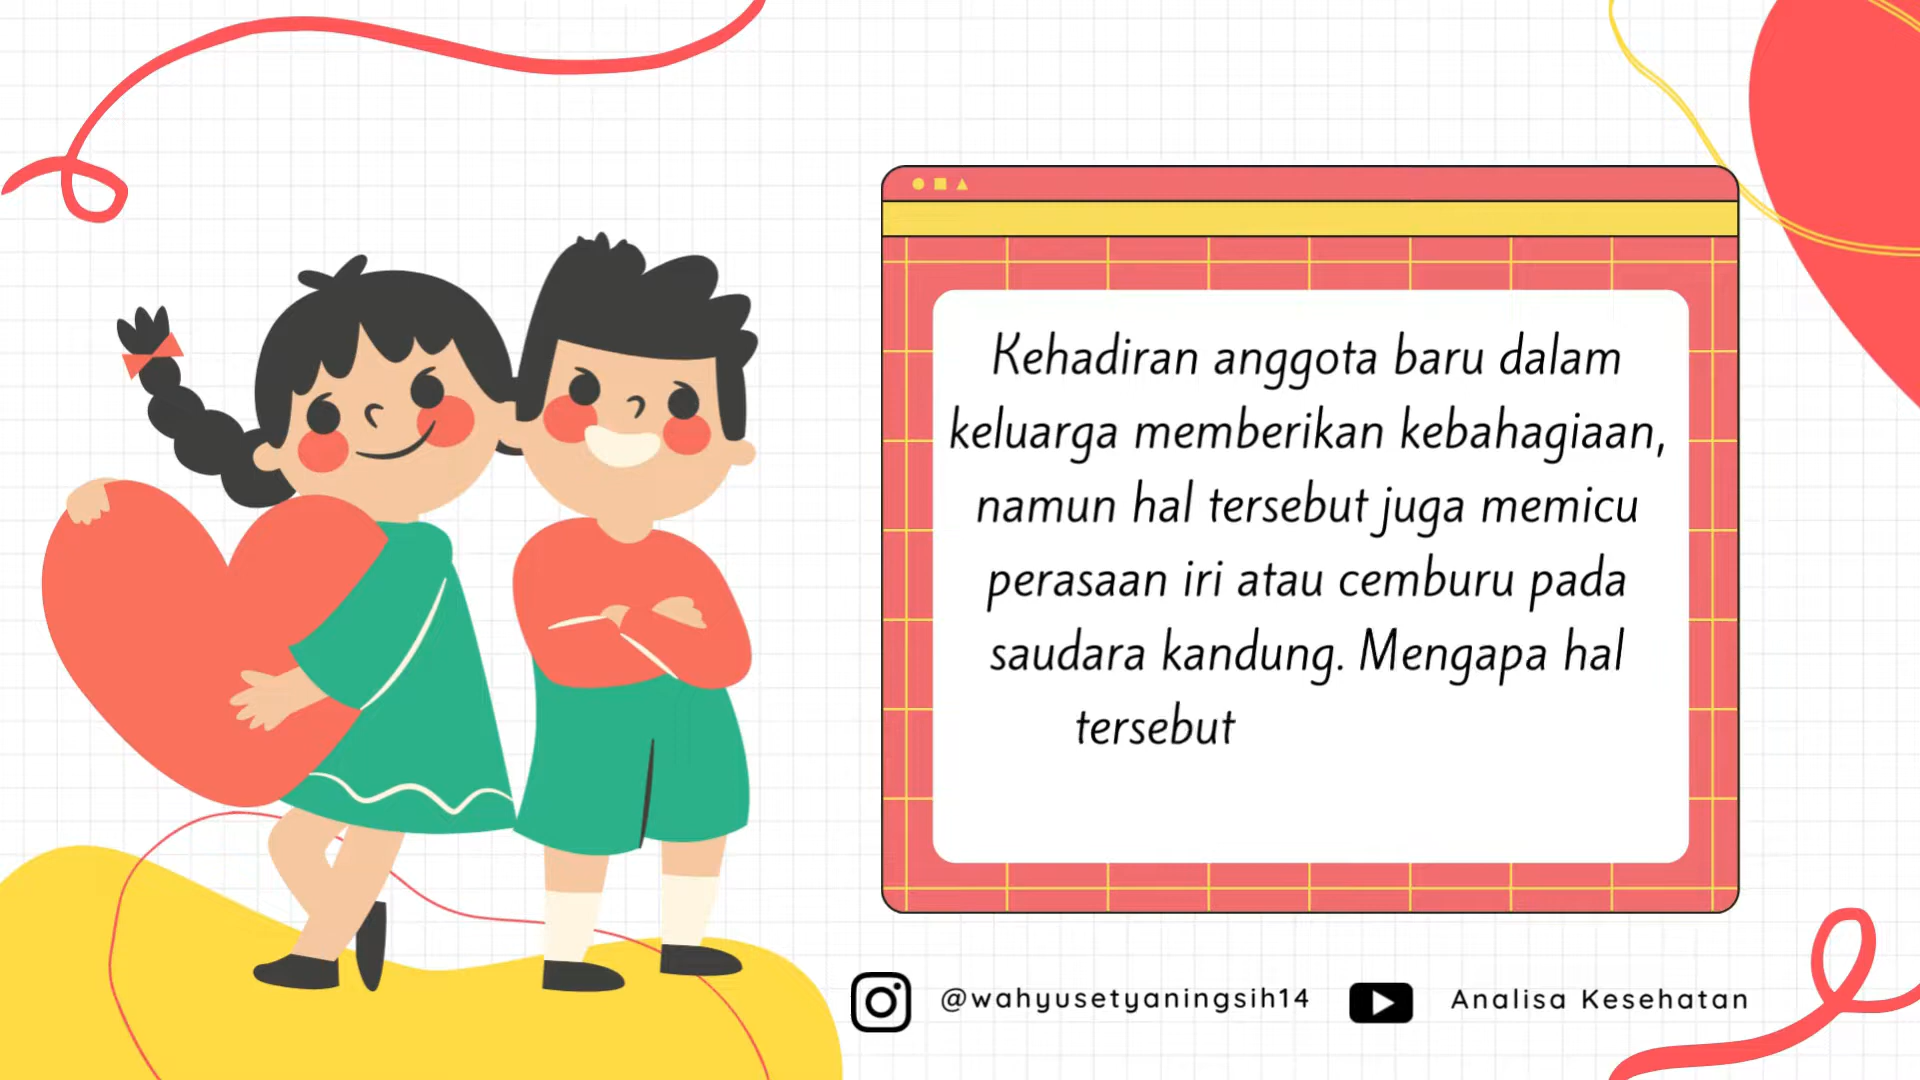 Kehadiran anggota baru dalam
keluarga memberikan kebahagiaan,
namun hal tersebut juga memicu
perasaan iri atau cemburu pada
saudara kandung. Mengapa hal
tersebut
@wahyusetyaningsih14
Analisa Kesehatan